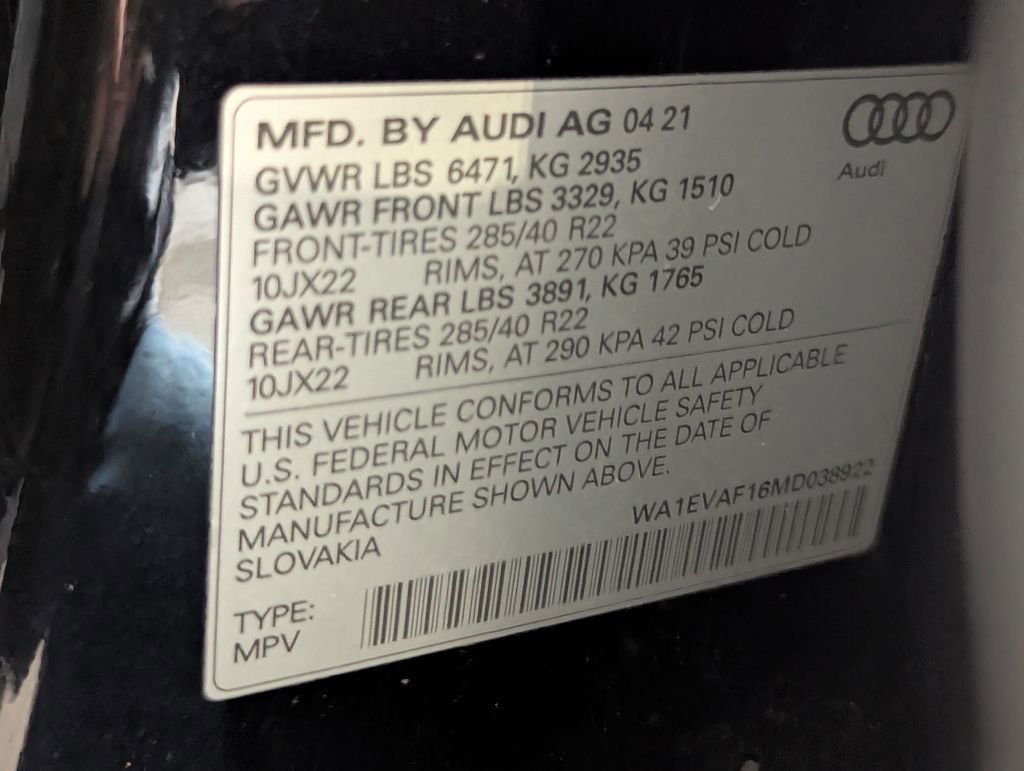 MFD. BY AUDI AG 04 21
Audi
GVWR LBS 6471, KG 2935
GAWR FRONT LBS 3329, KG 1510
FRONT-TIRES 285/40 R22
10JX22 RIMS, AT 270 KPA 39 PSI COLD
GAWR REAR LBS 3891, KG 1765
REAR-TIRES 285/40 R22
10JX22 RIMS, AT 290 KPA 42 PSI COLD
THIS VEHICLE CONFORMS TO ALL APPLICABLE
U.S. FEDERAL MOTOR VEHICLE SAFETY
STANDARDS IN EFFECT ON THE DATE OF
MANUFACTURE SHOWN ABOVE.
SLOVAKIA
WA1EVAF16MD038922
TYPE:
MPV